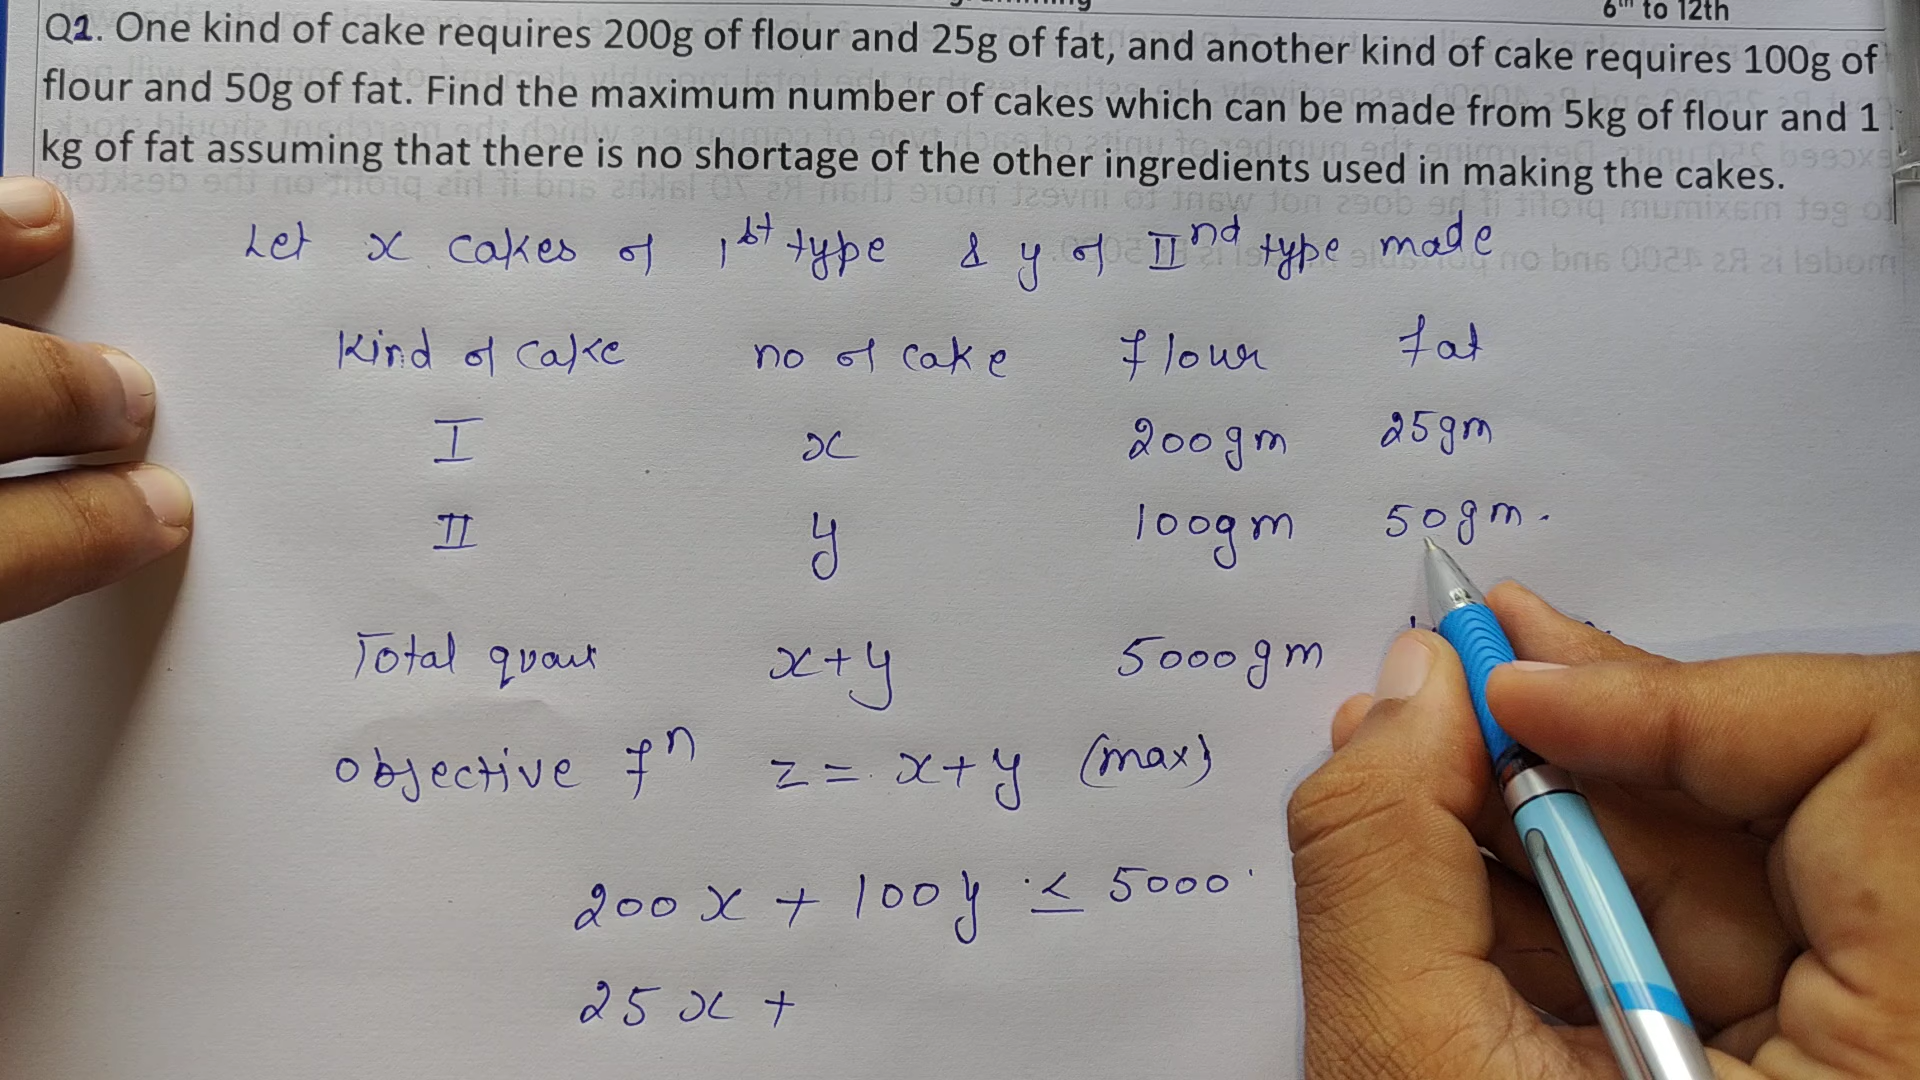 6th to 12th
Q1. One kind of cake requires 200g of flour and 25g of fat, and another kind of cake requires 100g of
flour and 50g of fat. Find the maximum number of cakes which can be made from 5kg of flour and 1
kg of fat assuming that there is no shortage of the other ingredients used in making the cakes.
Let x cakes of 1st type & y of IInd type made
Kind of cake no of cake flour fat
I x 200gm 25gm
II y 100gm 50gm.
Total quant x+y 5000gm
objective fn z = x+y (max)
200x + 100y ≤ 5000
25x +